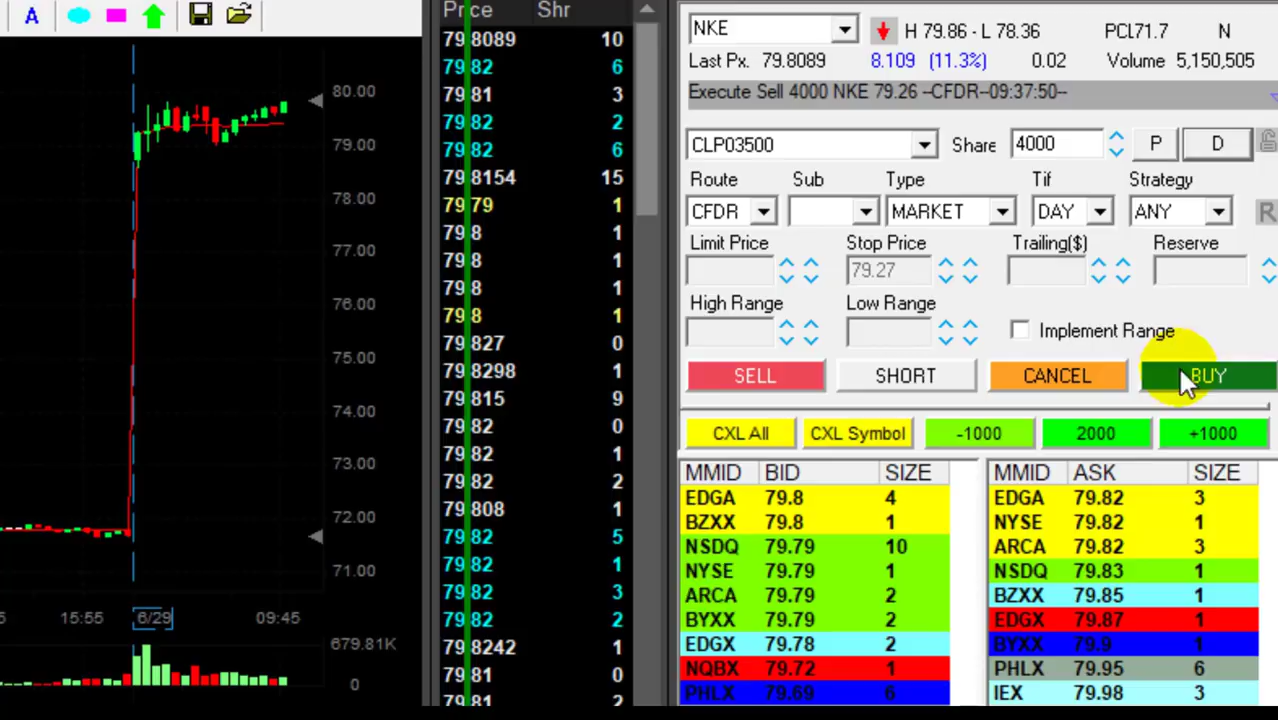 A
80.00
79.00
78.00
77.00
76.00
75.00
74.00
73.00
72.00
71.00
15:55 6/29 09:45
679.81K
0
Price Shr
79.8089 10
79.82 6
79.81 3
79.82 2
79.82 6
79.8154 15
79.79 1
79.8 1
79.8 1
79.8 1
79.8 1
79.827 0
79.8298 1
79.815 9
79.82 0
79.82 1
79.82 2
79.808 1
79.82 5
79.82 1
79.82 3
79.82 2
79.8242 1
79.81 0
79.81 2
NKE H 79.86 - L 78.36 PCL71.7 N
Last Px. 79.8089 8.109 (11.3%) 0.02 Volume 5,150,505
Execute Sell 4000 NKE 79.26 --CFDR--09:37:50--
CLP03500 Share 4000 P D
Route Sub Type Tif Strategy
CFDR MARKET DAY ANY R
Limit Price Stop Price Trailing($) Reserve
79.27
High Range Low Range
Implement Range
SELL SHORT CANCEL BUY
CXL All CXL Symbol -1000 2000 +1000
MMID BID SIZE MMID ASK SIZE
EDGA 79.8 4 EDGA 79.82 3
BZXX 79.8 1 NYSE 79.82 3
NSDQ 79.79 10 ARCA 79.82 3
NYSE 79.79 1 NSDQ 79.83 1
ARCA 79.79 2 BZXX 79.85 1
BYXX 79.79 2 EDGX 79.87 1
EDGX 79.78 2 BYXX 79.9 1
NQBX 79.72 1 PHLX 79.95 6
PHLX 79.69 6 IEX 79.98 3